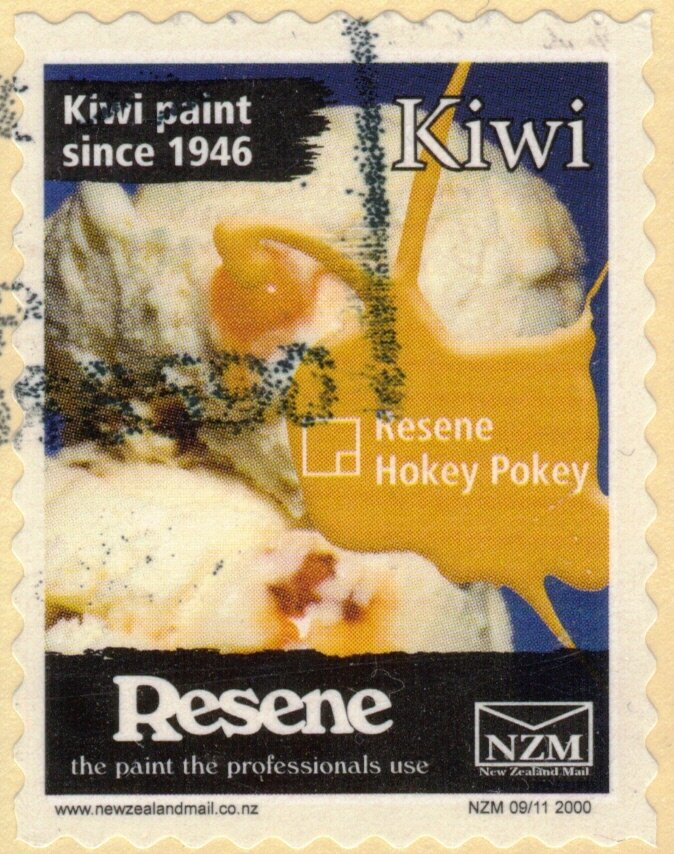 Kiwi paint
since 1946
Kiwi
Resene
Hokey Pokey
Resene
the paint the professionals use
NZM
New Zealand Mail
www.newzealandmail.co.nz
NZM 09/11 2000